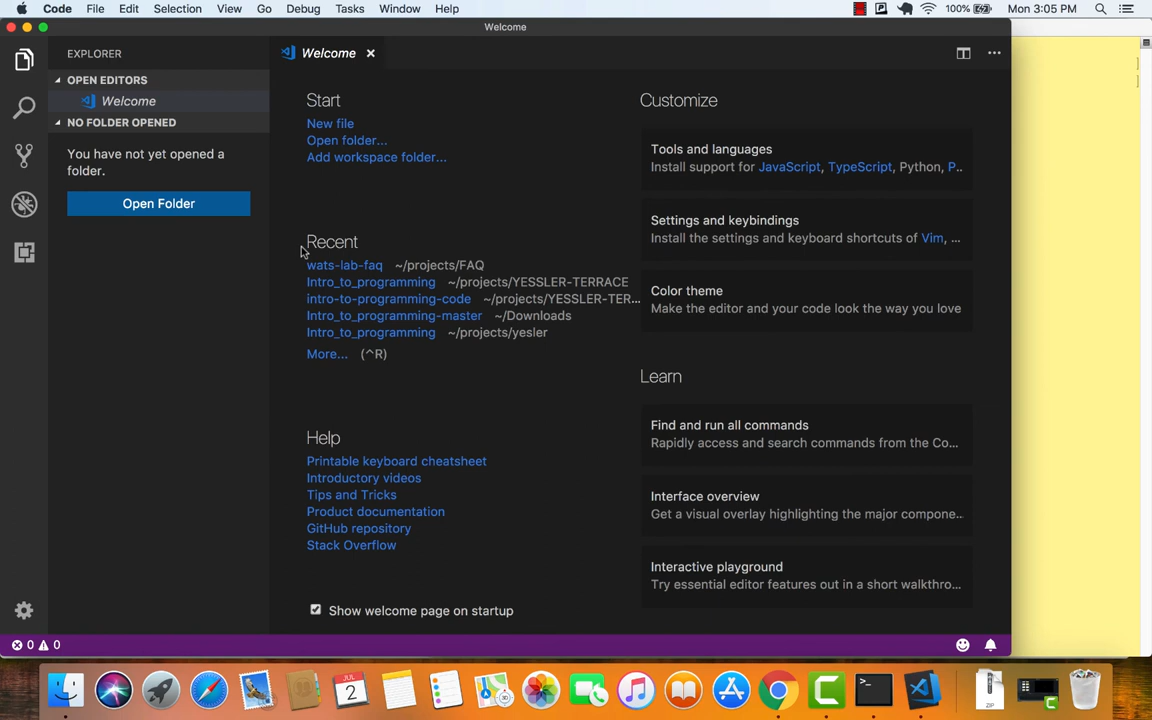 Code File Edit Selection View Go Debug Tasks Window Help 100% Mon 3:05 PM
Welcome
EXPLORER
OPEN EDITORS
Welcome
NO FOLDER OPENED
You have not yet opened a
folder.
Open Folder
Welcome
Start
New file
Open folder...
Add workspace folder...
Recent
wats-lab-faq ~/projects/FAQ
Intro_to_programming ~/projects/YESSLER-TERRACE
intro-to-programming-code ~/projects/YESSLER-TER...
Intro_to_programming-master ~/Downloads
Intro_to_programming ~/projects/yesler
More... (^R)
Help
Printable keyboard cheatsheet
Introductory videos
Tips and Tricks
Product documentation
GitHub repository
Stack Overflow
Show welcome page on startup
Customize
Tools and languages
Install support for JavaScript, TypeScript, Python, P..
Settings and keybindings
Install the settings and keyboard shortcuts of Vim, ...
Color theme
Make the editor and your code look the way you love
Learn
Find and run all commands
Rapidly access and search commands from the Co...
Interface overview
Get a visual overlay highlighting the major compone...
Interactive playground
Try essential editor features out in a short walkthro...
0 0
JUL
2
ZIP